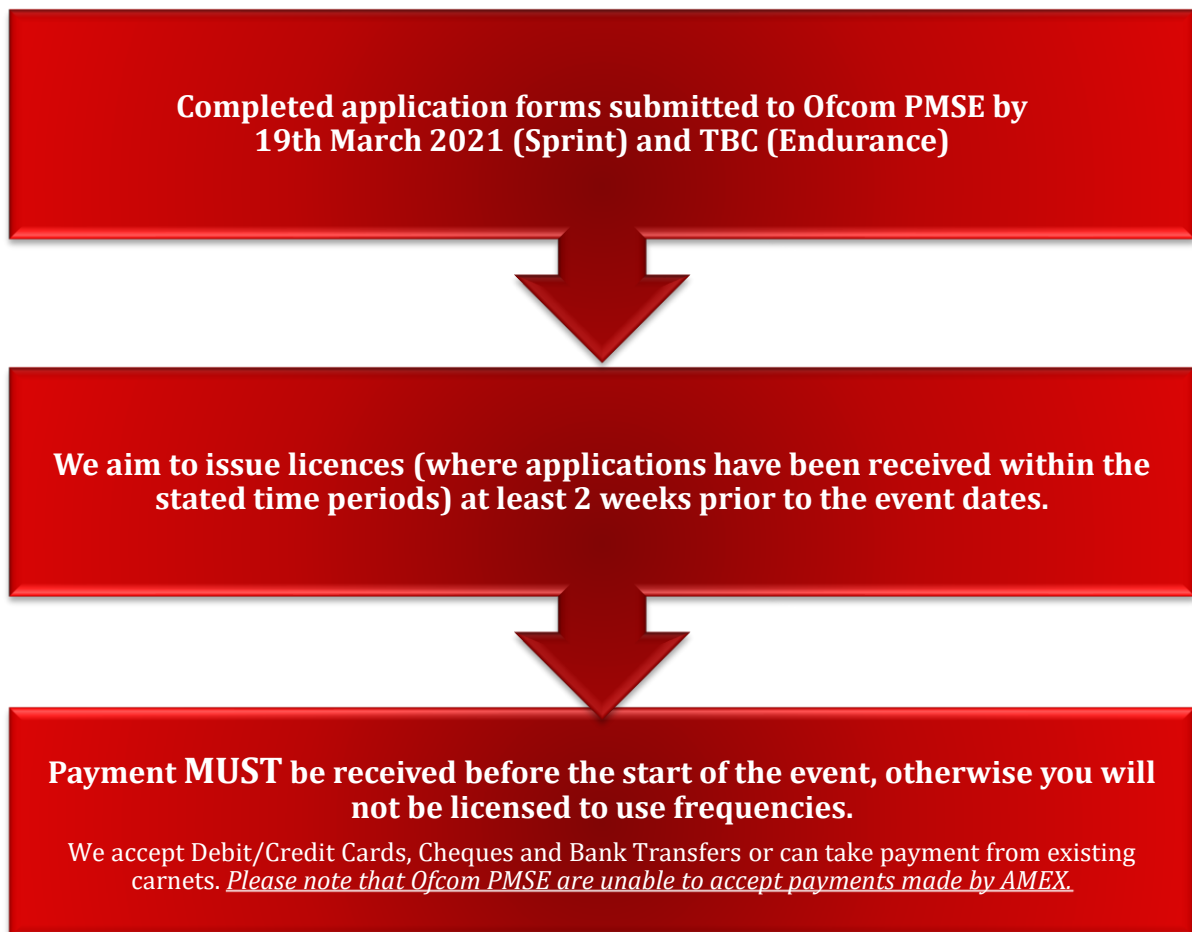 Completed application forms submitted to Ofcom PMSE by
19th March 2021 (Sprint) and TBC (Endurance)
We aim to issue licences (where applications have been received within the
stated time periods) at least 2 weeks prior to the event dates.
Payment MUST be received before the start of the event, otherwise you will
not be licensed to use frequencies.
We accept Debit/Credit Cards, Cheques and Bank Transfers or can take payment from existing
carnets. Please note that Ofcom PMSE are unable to accept payments made by AMEX.